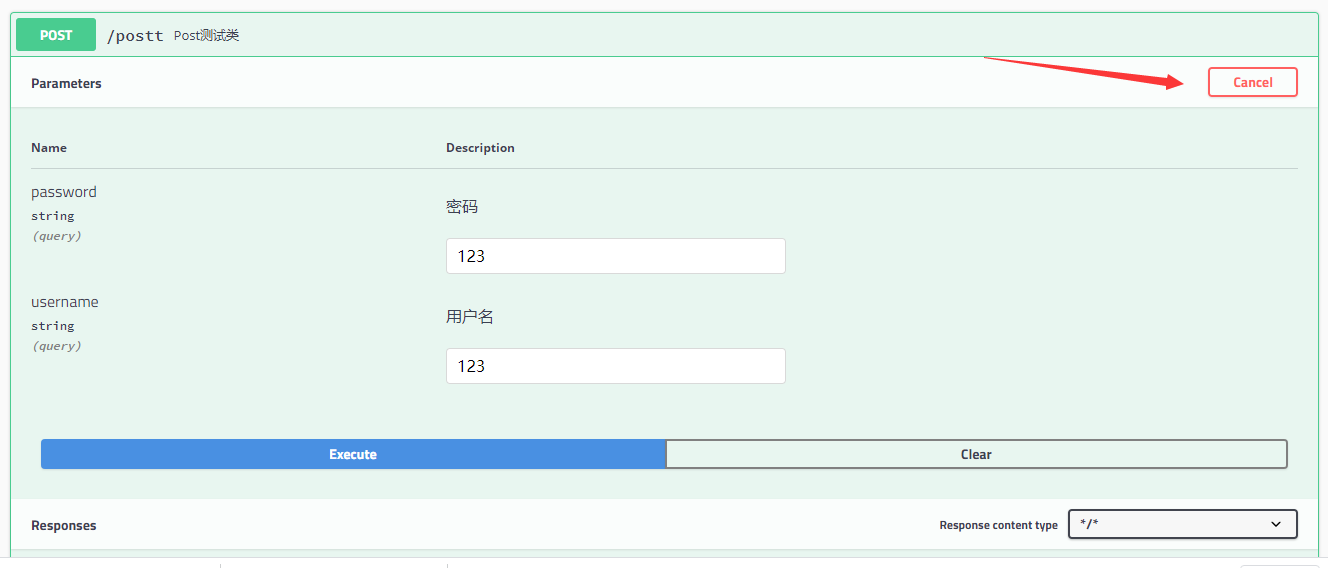 POST /postt Post测试类
Parameters Cancel
Name Description
password
string
(query)
密码
123
username
string
(query)
用户名
123
Execute Clear
Responses Response content type */*